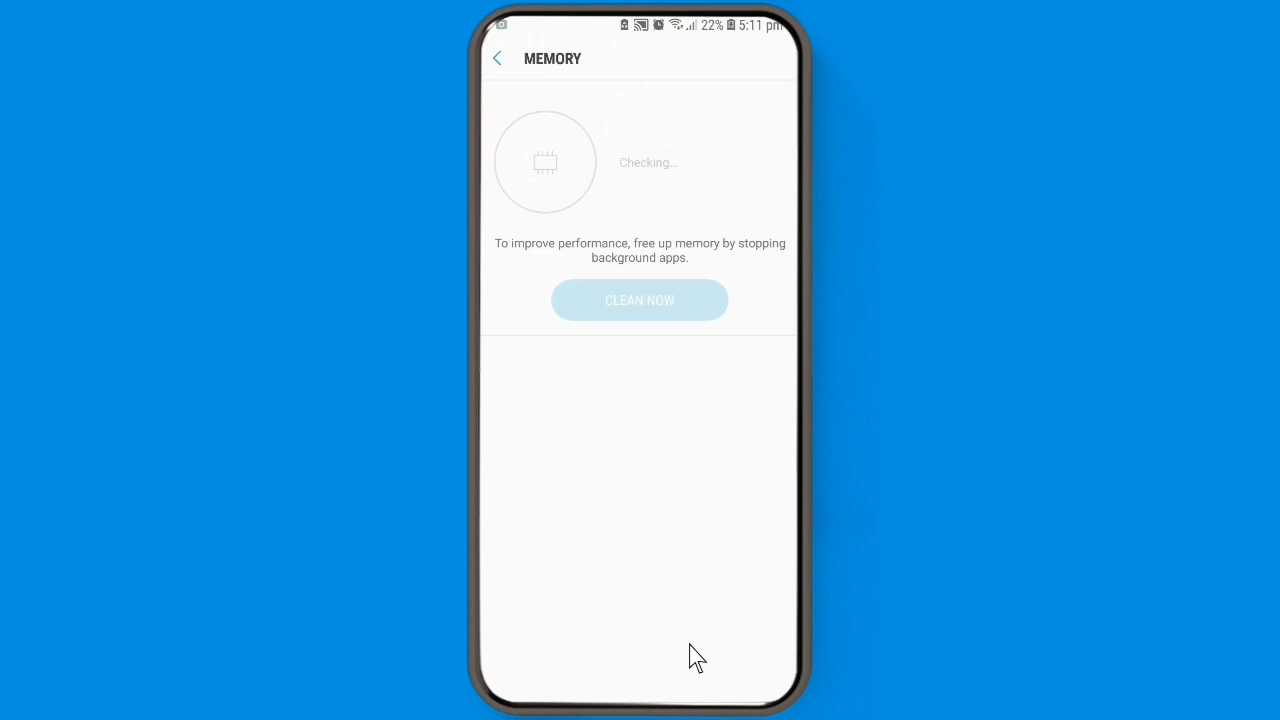 22% 5:11 pm
MEMORY
Checking...
To improve performance, free up memory by stopping
background apps.
CLEAN NOW